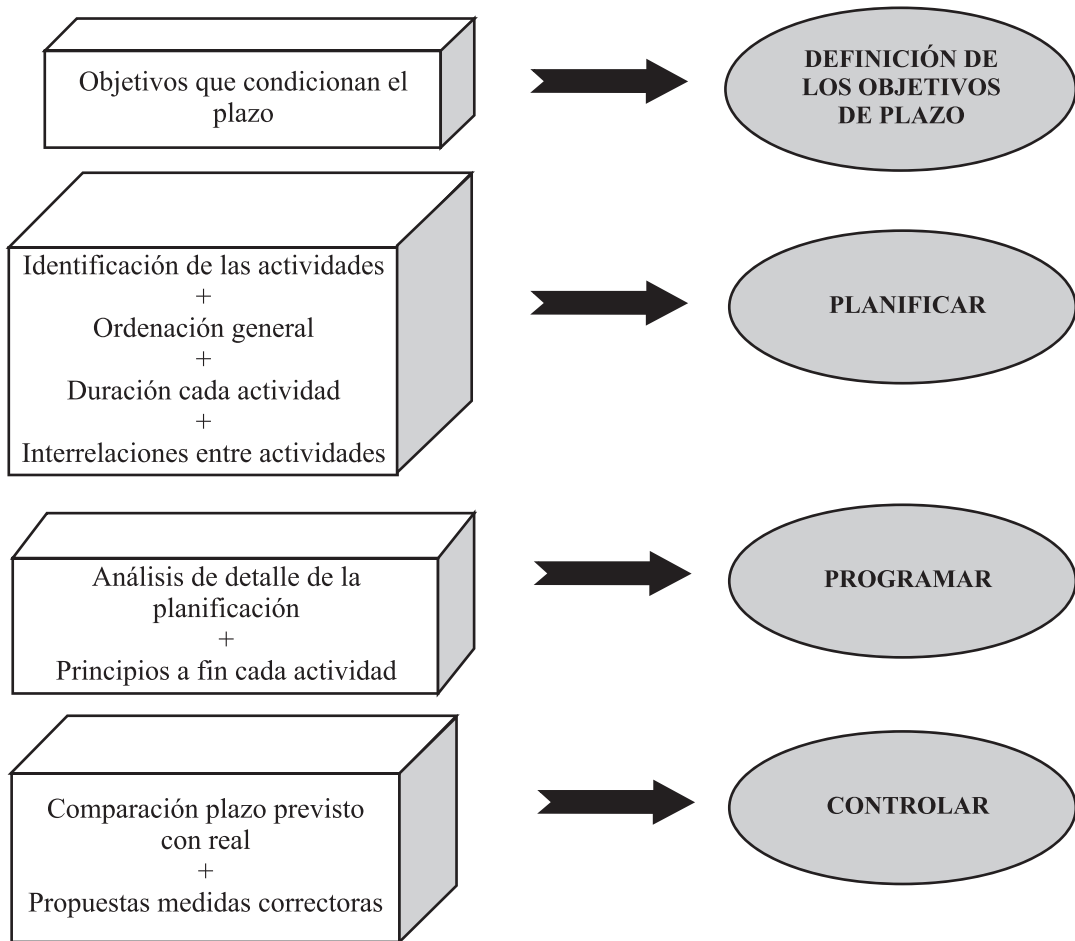 Objetivos que condicionan el
plazo
DEFINICIÓN DE
LOS OBJETIVOS
DE PLAZO
Identificación de las actividades
+
Ordenación general
+
Duración cada actividad
+
Interrelaciones entre actividades
PLANIFICAR
Análisis de detalle de la
planificación
+
Principios a fin cada actividad
PROGRAMAR
Comparación plazo previsto
con real
+
Propuestas medidas correctoras
CONTROLAR